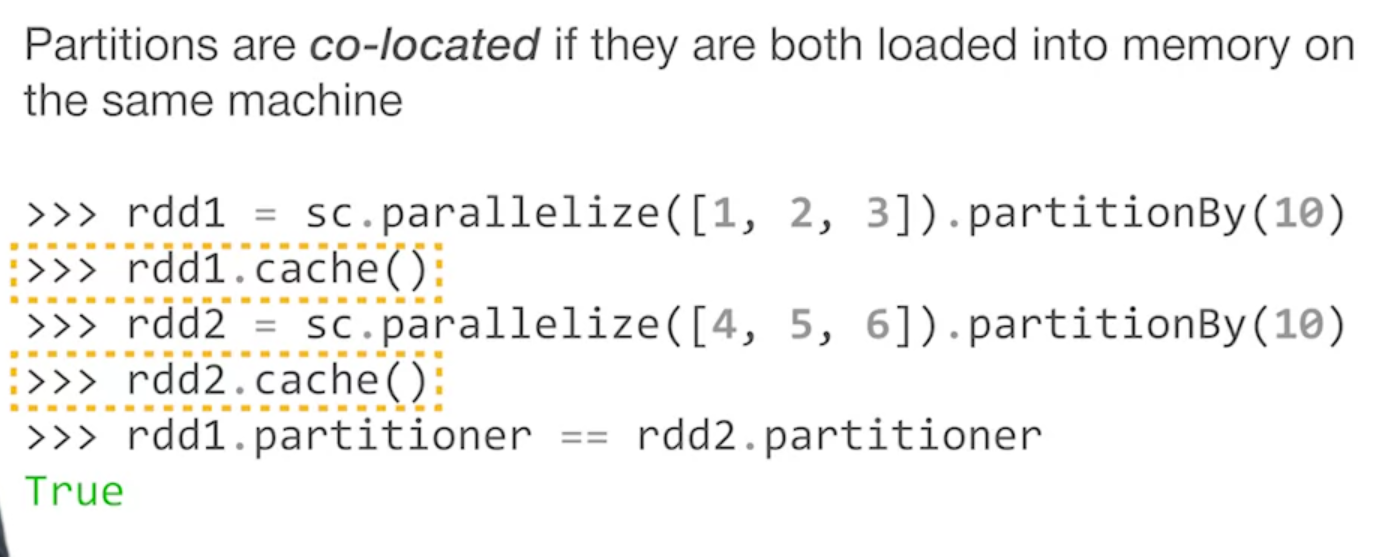 Partitions are co-located if they are both loaded into memory on
the same machine
>>> rdd1 = sc.parallelize([1, 2, 3]).partitionBy(10)
>>> rdd1.cache()
>>> rdd2 = sc.parallelize([4, 5, 6]).partitionBy(10)
>>> rdd2.cache()
>>> rdd1.partitioner == rdd2.partitioner
True